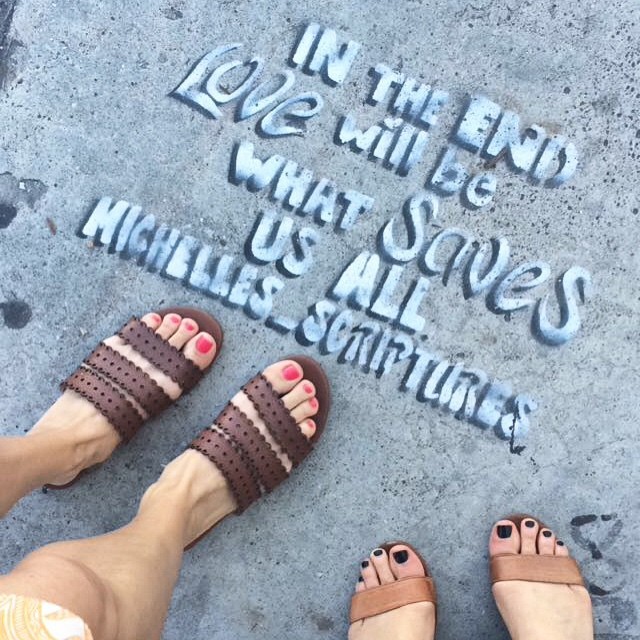 IN THE END
Love will be
WHAT Saves
US ALL
MICHELLES_SCRIPTURES